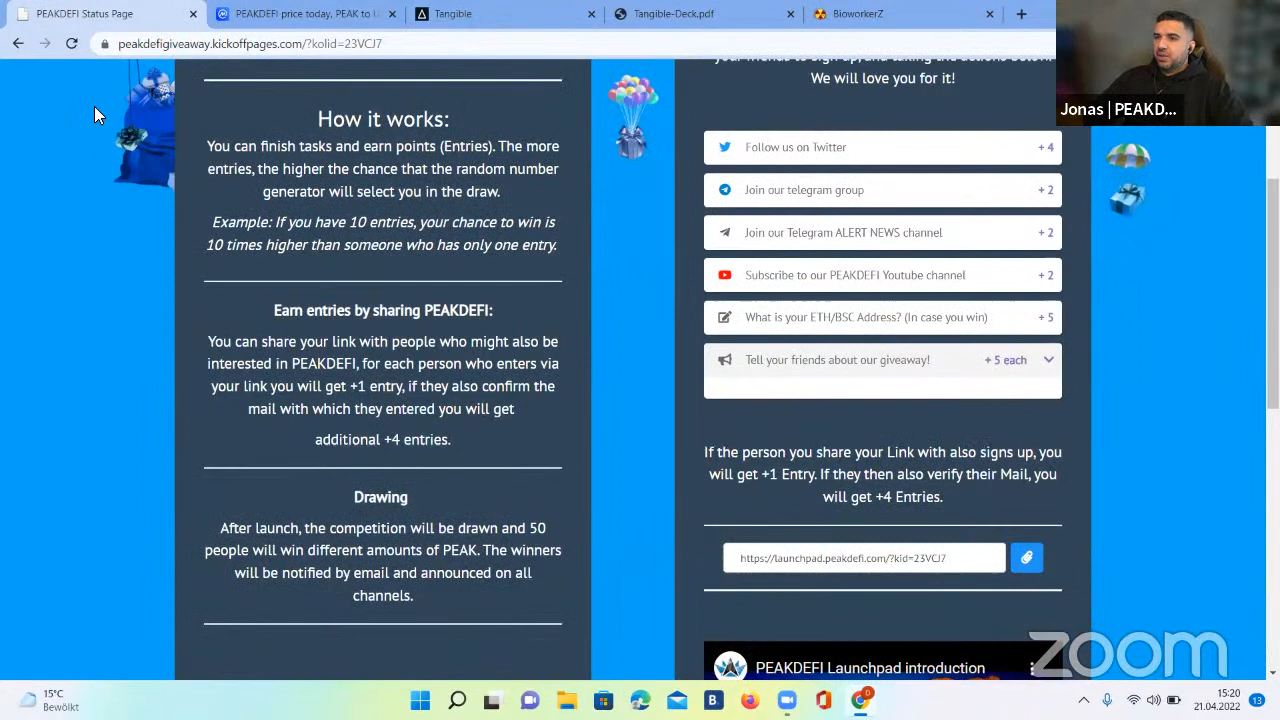 PEAKDEFI Status Page
PEAKDEFI price today, PEAK to U
Tangible
Tangible-Deck.pdf
BioworkerZ
peakdefigiveaway.kickoffpages.com/?kolid=23VCJ7
Jonas | PEAKD...
How it works:
You can finish tasks and earn points (Entries). The more
entries, the higher the chance that the random number
generator will select you in the draw.
Example: If you have 10 entries, your chance to win is
10 times higher than someone who has only one entry.
Earn entries by sharing PEAKDEFI:
You can share your link with people who might also be
interested in PEAKDEFI, for each person who enters via
your link you will get +1 entry, if they also confirm the
mail with which they entered you will get
additional +4 entries.
Drawing
After launch, the competition will be drawn and 50
people will win different amounts of PEAK. The winners
will be notified by email and announced on all
channels.
your friends to sign up, and taking the actions below.
We will love you for it!
Follow us on Twitter + 4
Join our telegram group + 2
Join our Telegram ALERT NEWS channel + 2
Subscribe to our PEAKDEFI Youtube channel + 2
What is your ETH/BSC Address? (In case you win) + 5
Tell your friends about our giveaway! + 5 each
If the person you share your Link with also signs up, you
will get +1 Entry. If they then also verify their Mail, you
will get +4 Entries.
https://launchpad.peakdefi.com/?kid=23VCJ7
PEAKDEFI Launchpad introduction
zoom
15°C
Bewölkt
15:20
21.04.2022
13